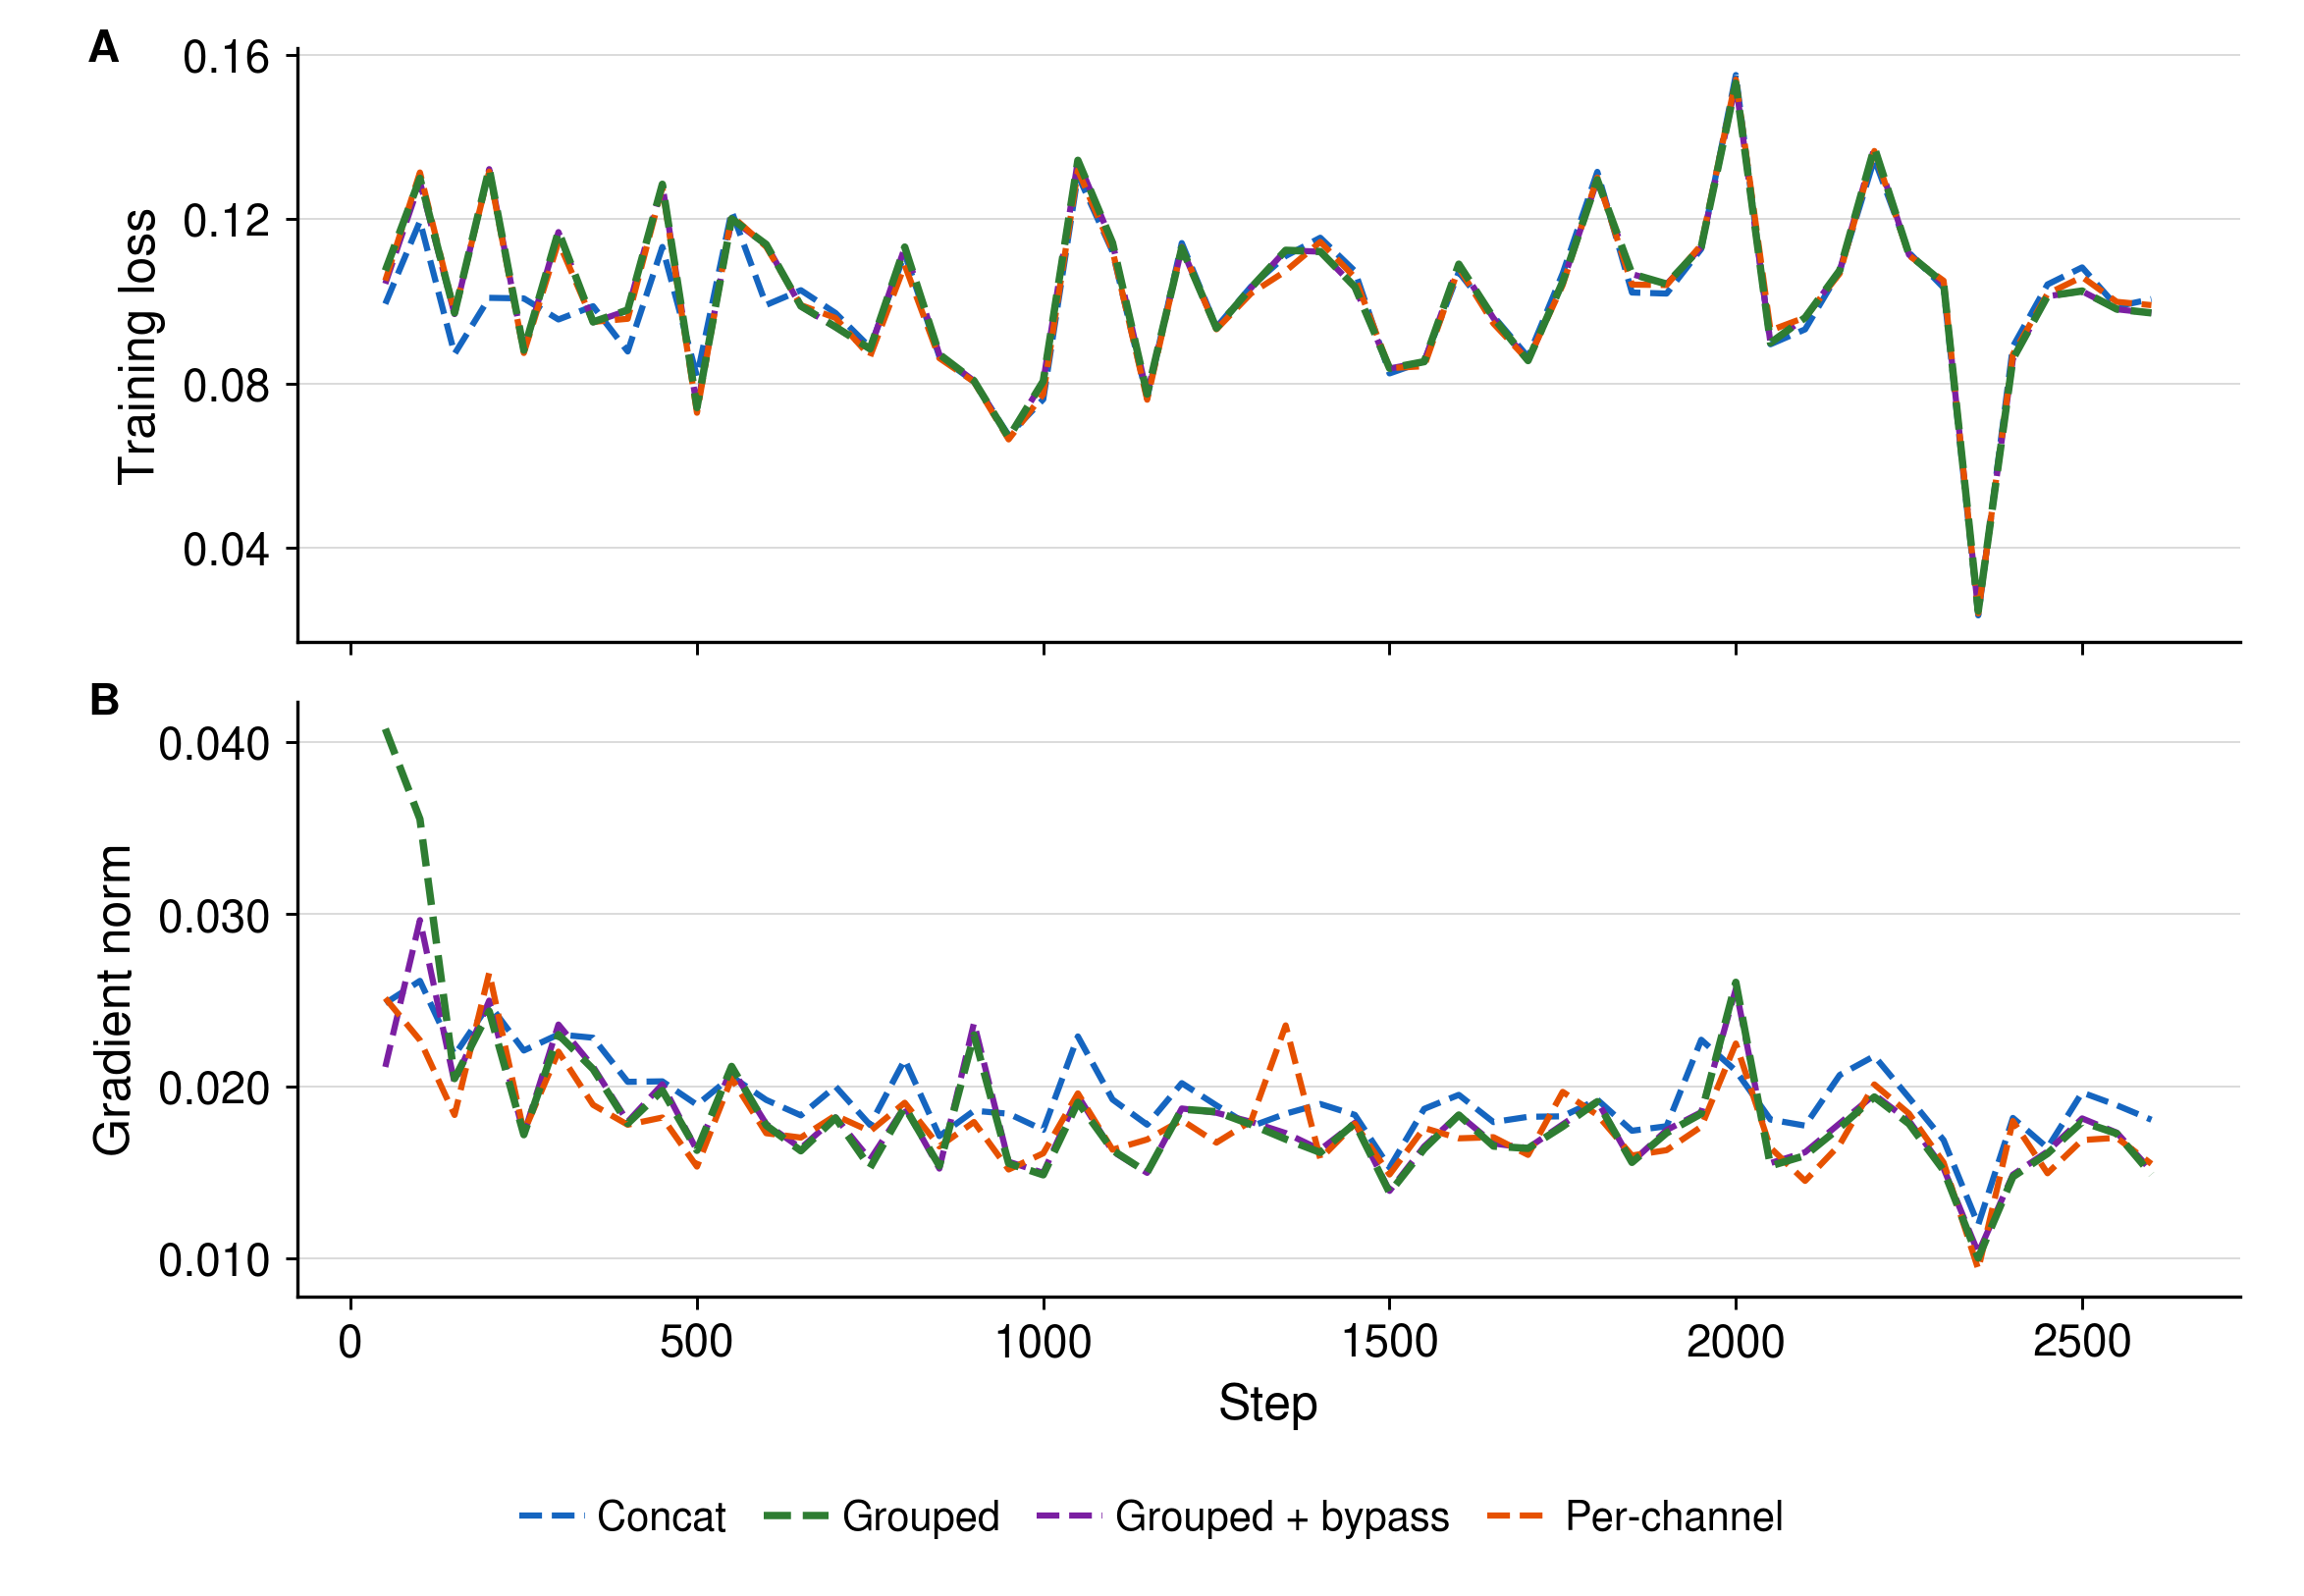 A
Training loss
0.16
0.12
0.08
0.04
B
Gradient norm
0.040
0.030
0.020
0.010
0 500 1000 1500 2000 2500
Step
Concat Grouped Grouped + bypass Per-channel